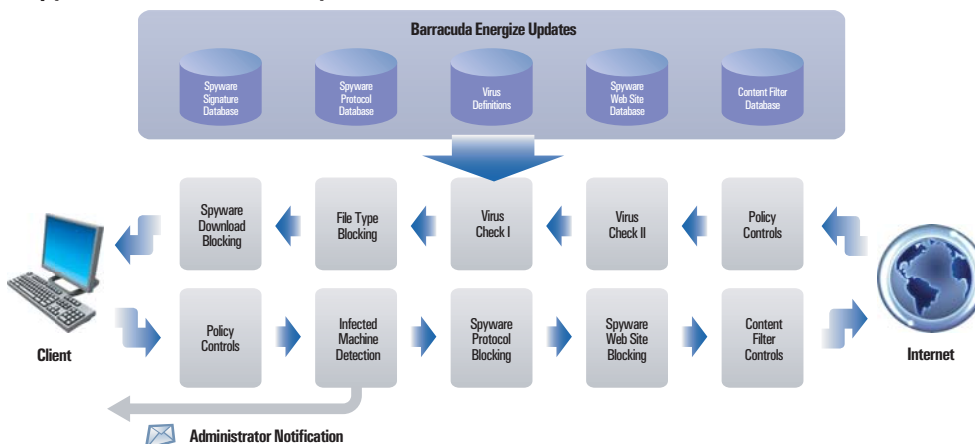 Barracuda Energize Updates
Spyware
Signature
Database
Spyware
Protocol
Database
Virus
Definitions
Spyware
Web Site
Database
Content Filter
Database
Spyware
Download
Blocking
File Type
Blocking
Virus
Check I
Virus
Check II
Policy
Controls
Client
Policy
Controls
Infected
Machine
Detection
Spyware
Protocol
Blocking
Spyware
Web Site
Blocking
Content
Filter
Controls
Internet
Administrator Notification